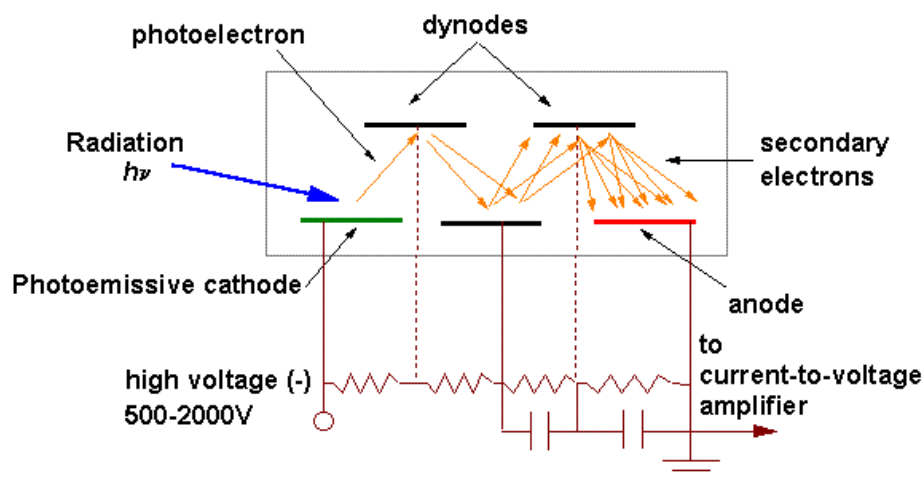 photoelectron
dynodes
Radiation
hν
secondary
electrons
Photoemissive cathode
anode
high voltage (-)
500-2000V
to
current-to-voltage
amplifier